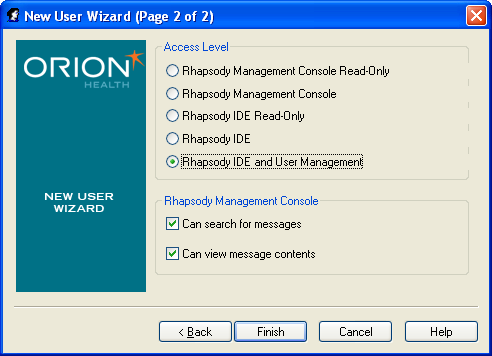 New User Wizard (Page 2 of 2)
ORION
HEALTH
NEW USER
WIZARD
Access Level
Rhapsody Management Console Read-Only
Rhapsody Management Console
Rhapsody IDE Read-Only
Rhapsody IDE
Rhapsody IDE and User Management
Rhapsody Management Console
Can search for messages
Can view message contents
< Back
Finish
Cancel
Help